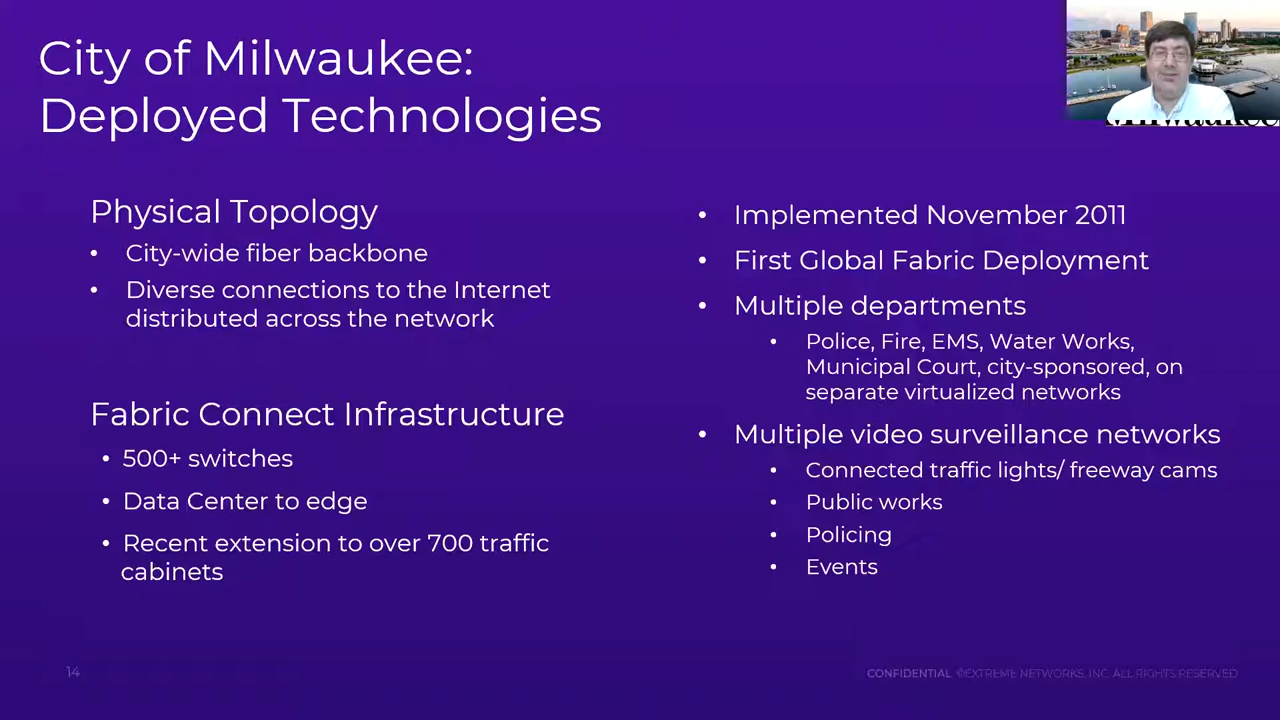 City of Milwaukee:
Deployed Technologies
Milwaukee
Physical Topology
• City-wide fiber backbone
• Diverse connections to the Internet
distributed across the network
Fabric Connect Infrastructure
• 500+ switches
• Data Center to edge
• Recent extension to over 700 traffic
cabinets
• Implemented November 2011
• First Global Fabric Deployment
• Multiple departments
• Police, Fire, EMS, Water Works,
Municipal Court, city-sponsored, on
separate virtualized networks
• Multiple video surveillance networks
• Connected traffic lights/ freeway cams
• Public works
• Policing
• Events
14
CONFIDENTIAL ©EXTREME NETWORKS, INC. ALL RIGHTS RESERVED